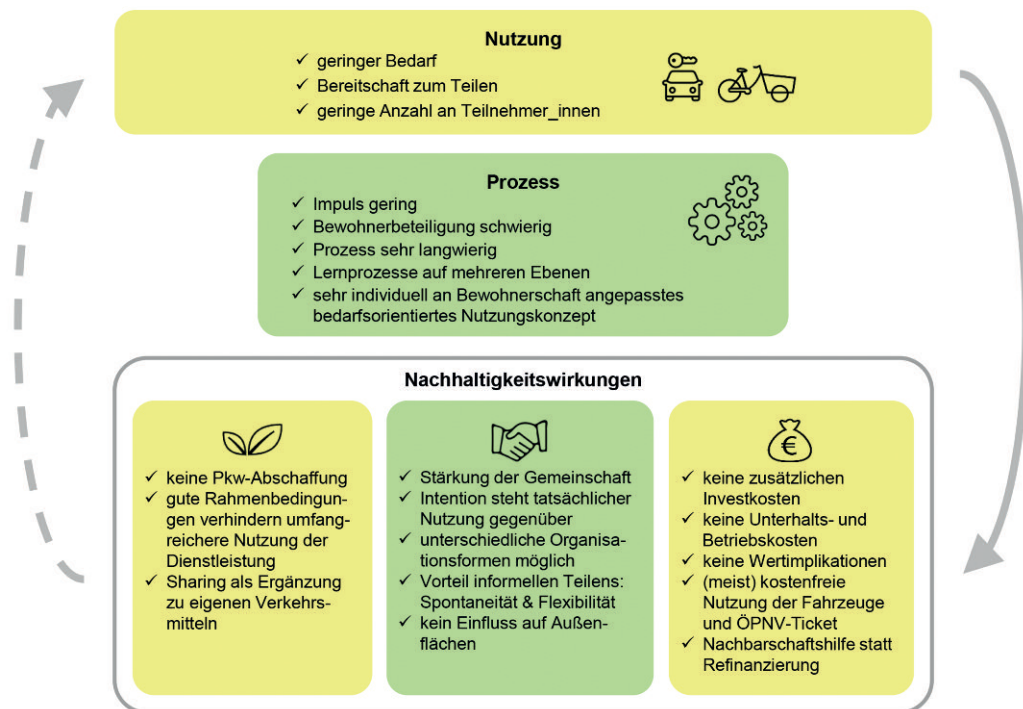 Nutzung
✓ geringer Bedarf
✓ Bereitschaft zum Teilen
✓ geringe Anzahl an Teilnehmer_innen
Prozess
✓ Impuls gering
✓ Bewohnerbeteiligung schwierig
✓ Prozess sehr langwierig
✓ Lernprozesse auf mehreren Ebenen
✓ sehr individuell an Bewohnerschaft angepasstes
bedarfsorientiertes Nutzungskonzept
Nachhaltigkeitswirkungen
✓ keine Pkw-Abschaffung
✓ gute Rahmenbedingun-
gen verhindern umfang-
reichere Nutzung der
Dienstleistung
✓ Sharing als Ergänzung
zu eigenen Verkehrs-
mitteln
✓ Stärkung der Gemeinschaft
✓ Intention steht tatsächlicher
Nutzung gegenüber
✓ unterschiedliche Organisa-
tionsformen möglich
✓ Vorteil informellen Teilens:
Spontaneität & Flexibilität
✓ kein Einfluss auf Außen-
flächen
€
✓ keine zusätzlichen
Investkosten
✓ keine Unterhalts- und
Betriebskosten
✓ keine Wertimplikationen
✓ (meist) kostenfreie
Nutzung der Fahrzeuge
und ÖPNV-Ticket
✓ Nachbarschaftshilfe statt
Refinanzierung